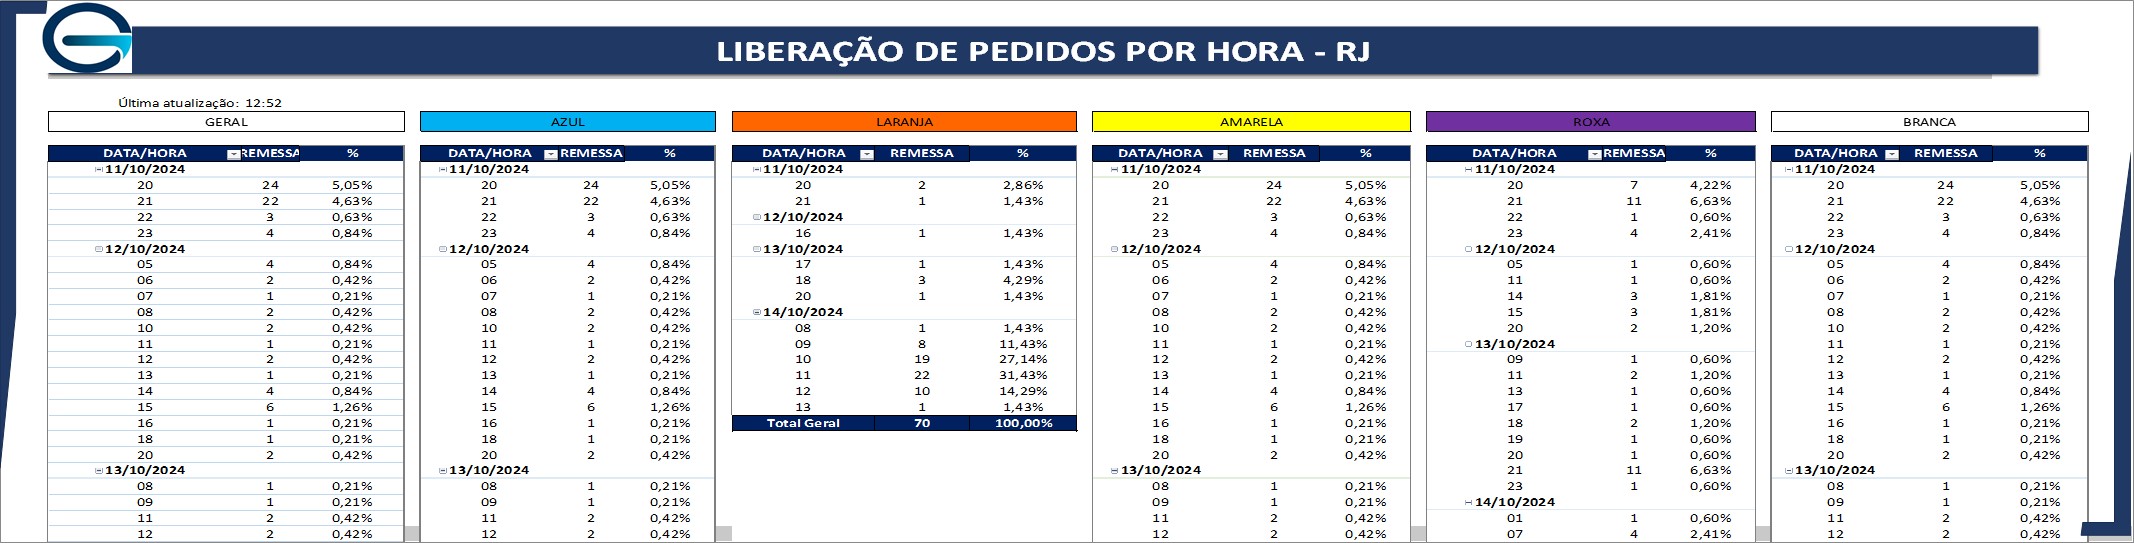 LIBERAÇÃO DE PEDIDOS POR HORA - RJ
Última atualização: 12:52
GERAL
DATA/HORA REMESSA %
11/10/2024
20 24 5,05%
21 22 4,63%
22 3 0,63%
23 4 0,84%
12/10/2024
05 4 0,84%
06 2 0,42%
07 1 0,21%
08 2 0,42%
10 2 0,42%
11 1 0,21%
12 2 0,42%
13 1 0,21%
14 4 0,84%
15 6 1,26%
16 1 0,21%
18 1 0,21%
20 2 0,42%
13/10/2024
08 1 0,21%
09 1 0,21%
11 2 0,42%
12 2 0,42%
AZUL
DATA/HORA REMESSA %
11/10/2024
20 24 5,05%
21 22 4,63%
22 3 0,63%
23 4 0,84%
12/10/2024
05 4 0,84%
06 2 0,42%
07 1 0,21%
08 2 0,42%
10 2 0,42%
11 1 0,21%
12 2 0,42%
13 1 0,21%
14 4 0,84%
15 6 1,26%
16 1 0,21%
18 1 0,21%
20 2 0,42%
13/10/2024
08 1 0,21%
09 1 0,21%
11 2 0,42%
12 2 0,42%
LARANJA
DATA/HORA REMESSA %
11/10/2024
20 2 2,86%
21 1 1,43%
12/10/2024
16 1 1,43%
13/10/2024
17 1 1,43%
18 3 4,29%
20 1 1,43%
14/10/2024
08 1 1,43%
09 8 11,43%
10 19 27,14%
11 22 31,43%
12 10 14,29%
13 1 1,43%
Total Geral 70 100,00%
AMARELA
DATA/HORA REMESSA %
11/10/2024
20 24 5,05%
21 22 4,63%
22 3 0,63%
23 4 0,84%
12/10/2024
05 4 0,84%
06 2 0,42%
07 1 0,21%
08 2 0,42%
10 2 0,42%
11 1 0,21%
12 2 0,42%
13 1 0,21%
14 4 0,84%
15 6 1,26%
16 1 0,21%
18 1 0,21%
20 2 0,42%
13/10/2024
08 1 0,21%
09 1 0,21%
11 2 0,42%
12 2 0,42%
ROXA
DATA/HORA REMESSA %
11/10/2024
20 7 4,22%
21 11 6,63%
22 1 0,60%
23 4 2,41%
12/10/2024
05 1 0,60%
11 1 0,60%
14 3 1,81%
15 3 1,81%
20 2 1,20%
13/10/2024
09 1 0,60%
11 2 1,20%
13 1 0,60%
17 1 0,60%
18 2 1,20%
19 1 0,60%
20 1 0,60%
21 11 6,63%
23 1 0,60%
14/10/2024
01 1 0,60%
07 4 2,41%
BRANCA
DATA/HORA REMESSA %
11/10/2024
20 24 5,05%
21 22 4,63%
22 3 0,63%
23 4 0,84%
12/10/2024
05 4 0,84%
06 2 0,42%
07 1 0,21%
08 2 0,42%
10 2 0,42%
11 1 0,21%
12 2 0,42%
13 1 0,21%
14 4 0,84%
15 6 1,26%
16 1 0,21%
18 1 0,21%
20 2 0,42%
13/10/2024
08 1 0,21%
09 1 0,21%
11 2 0,42%
12 2 0,42%